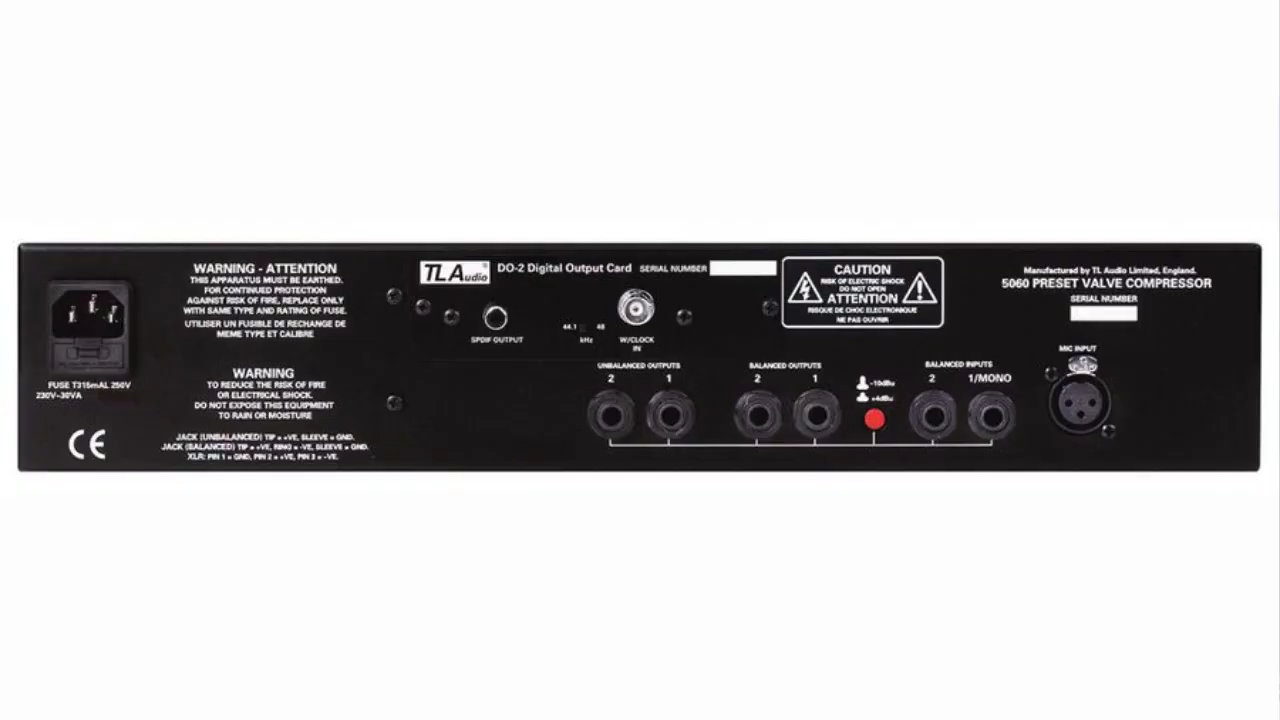 WARNING - ATTENTION
THIS APPARATUS MUST BE EARTHED.
FOR CONTINUED PROTECTION
AGAINST RISK OF FIRE, REPLACE ONLY
WITH SAME TYPE AND RATING OF FUSE.
UTILISER UN FUSIBLE DE RECHANGE DE
MEME TYPE ET CALIBRE
FUSE T315mAL 250V
230V~30VA
WARNING
TO REDUCE THE RISK OF FIRE
OR ELECTRICAL SHOCK.
DO NOT EXPOSE THIS EQUIPMENT
TO RAIN OR MOISTURE
CE
JACK (UNBALANCED) TIP = +VE, SLEEVE = GND.
JACK (BALANCED) TIP = +VE, RING = -VE, SLEEVE = GND.
XLR: PIN 1 = GND, PIN 2 = +VE, PIN 3 = -VE.
TL Audio ®
DO-2 Digital Output Card SERIAL NUMBER
SPDIF OUTPUT
44.1 48
kHz
W/CLOCK
IN
CAUTION
RISK OF ELECTRIC SHOCK
DO NOT OPEN
ATTENTION
RISQUE DE CHOC ELECTRONIQUE
NE PAS OUVRIR
Manufactured by TL Audio Limited, England.
5060 PRESET VALVE COMPRESSOR
SERIAL NUMBER
UNBALANCED OUTPUTS
2 1
BALANCED OUTPUTS
2 1
-10dBu
+4dBu
BALANCED INPUTS
2 1/MONO
MIC INPUT